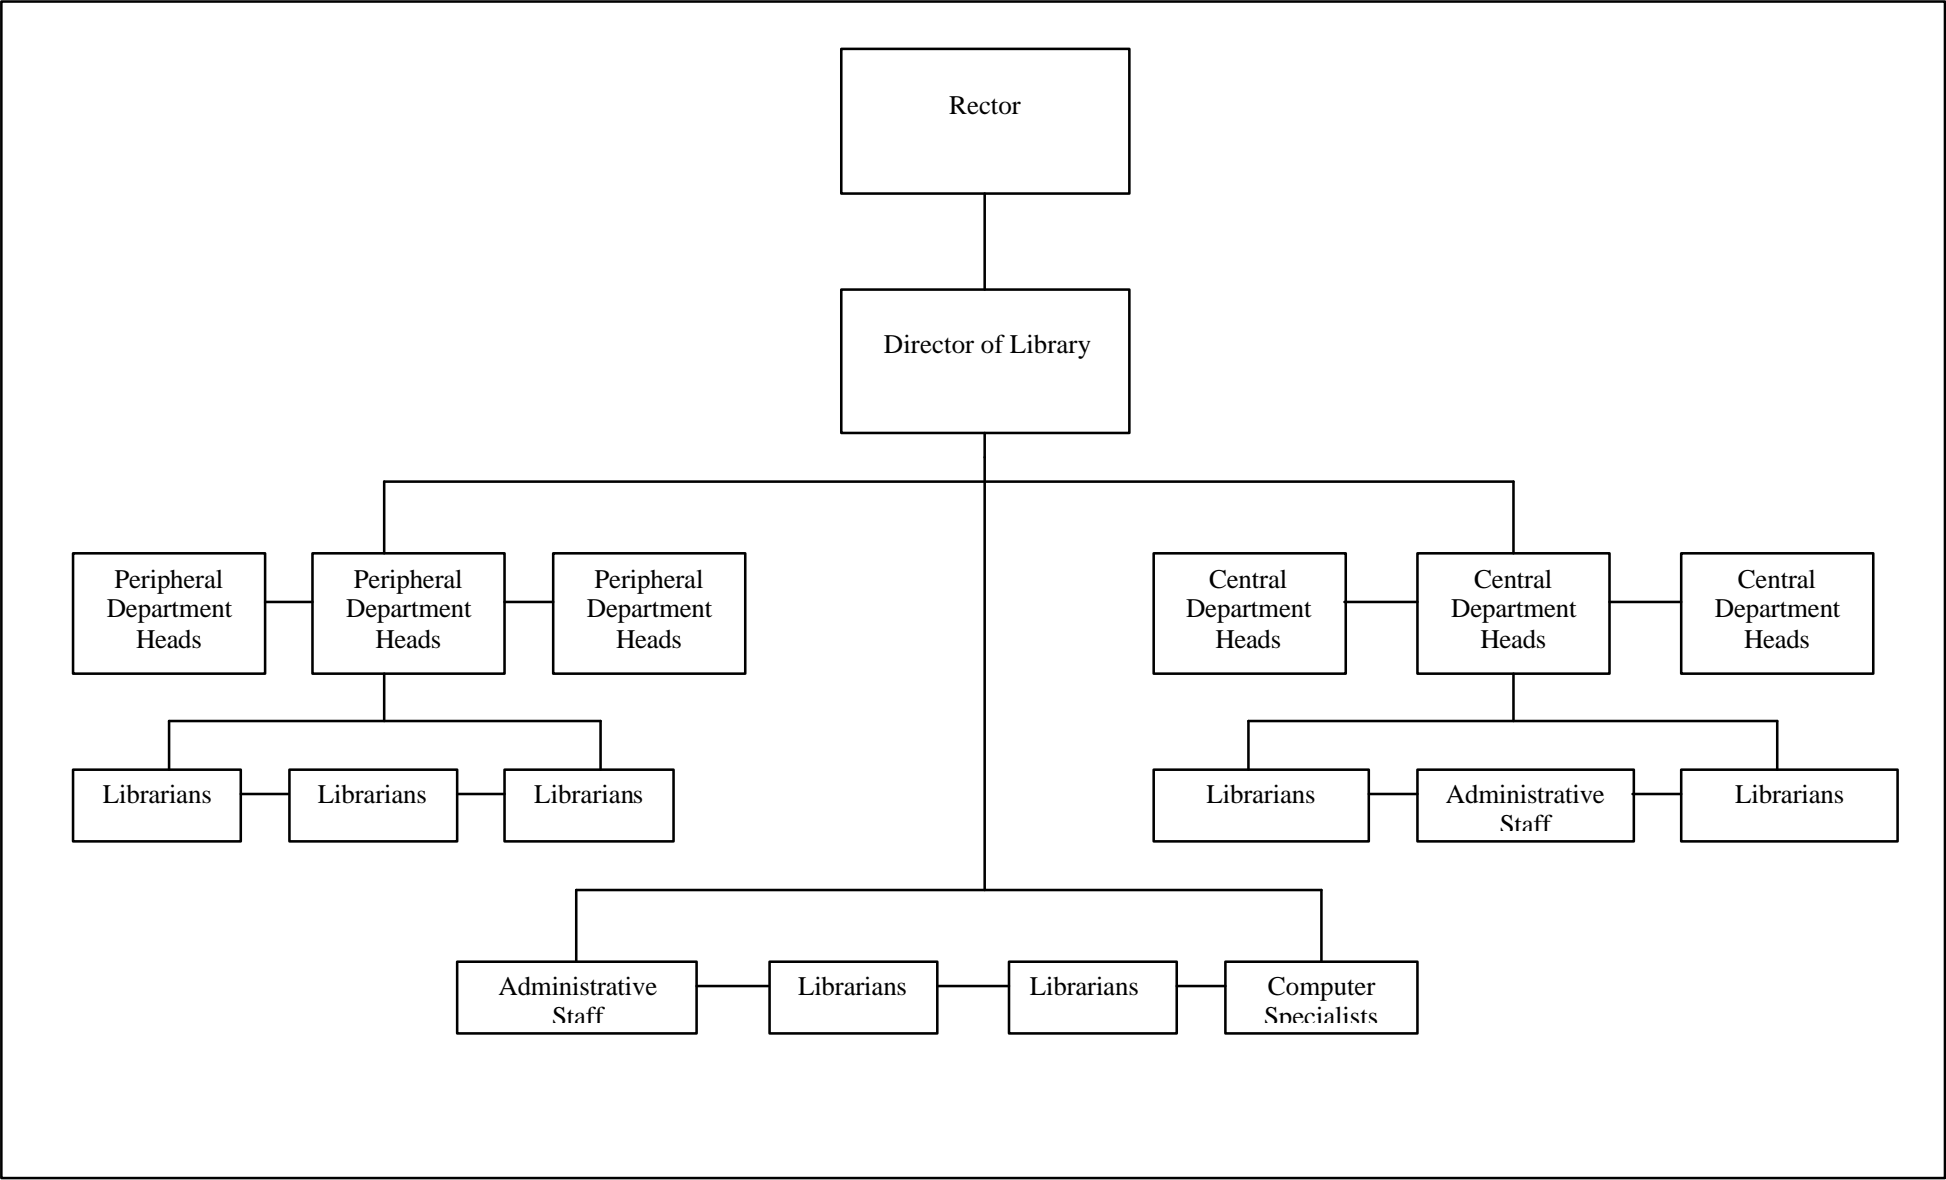 Rector
Director of Library
Peripheral
Department
Heads
Peripheral
Department
Heads
Peripheral
Department
Heads
Central
Department
Heads
Central
Department
Heads
Central
Department
Heads
Librarians
Librarians
Librarians
Librarians
Administrative
Staff
Librarians
Administrative
Staff
Librarians
Librarians
Computer
Specialists